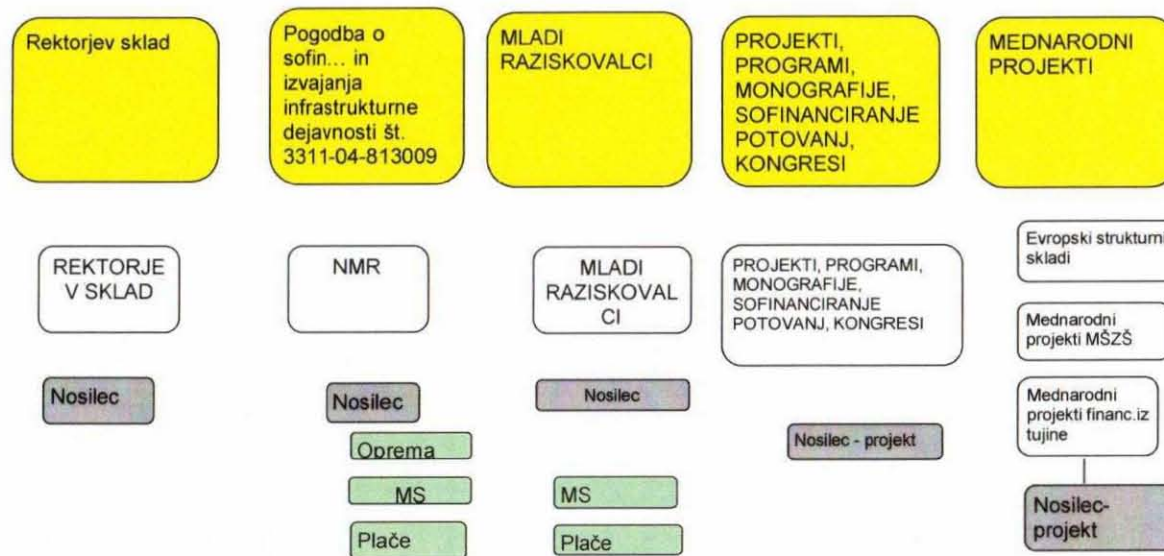 Rektorjev sklad
Pogodba o
sofin... in
izvajanja
infrastrukturne
dejavnosti št.
3311-04-813009
MLADI
RAZISKOVALCI
PROJEKTI,
PROGRAMI,
MONOGRAFIJE,
SOFINANCIRANJE
POTOVANJ,
KONGRESI
MEDNARODNI
PROJEKTI
REKTORJE
V SKLAD
NMR
MLADI
RAZISKOVAL
CI
PROJEKTI, PROGRAMI,
MONOGRAFIJE,
SOFINANCIRANJE
POTOVANJ, KONGRESI
Evropski strukturni
skladi
Mednarodni
projekti MŠZŠ
Mednarodni
projekti financ.iz
tujine
Nosilec
Nosilec
Oprema
MS
Plače
Nosilec
MS
Plače
Nosilec - projekt
Nosilec-
projekt